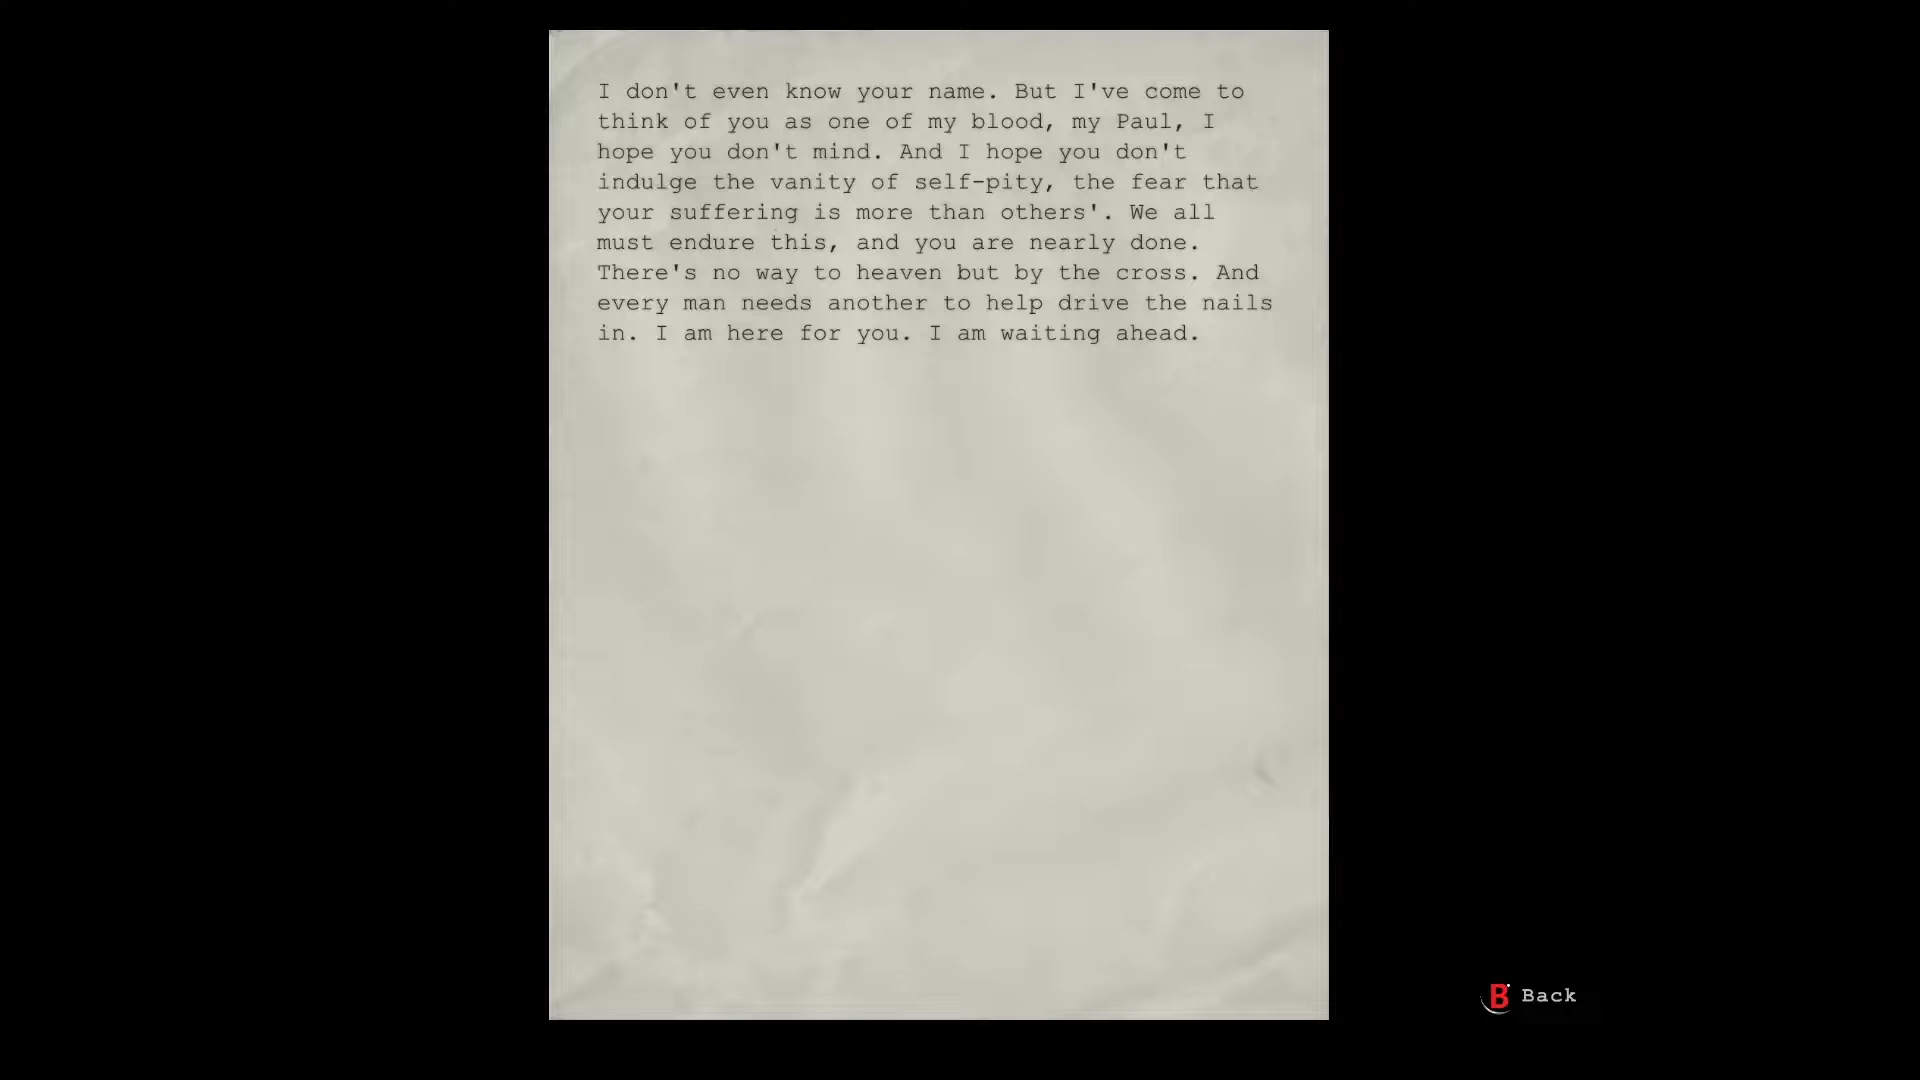 I don't even know your name. But I've come to
think of you as one of my blood, my Paul, I
hope you don't mind. And I hope you don't
indulge the vanity of self-pity, the fear that
your suffering is more than others'. We all
must endure this, and you are nearly done.
There's no way to heaven but by the cross. And
every man needs another to help drive the nails
in. I am here for you. I am waiting ahead.
B Back